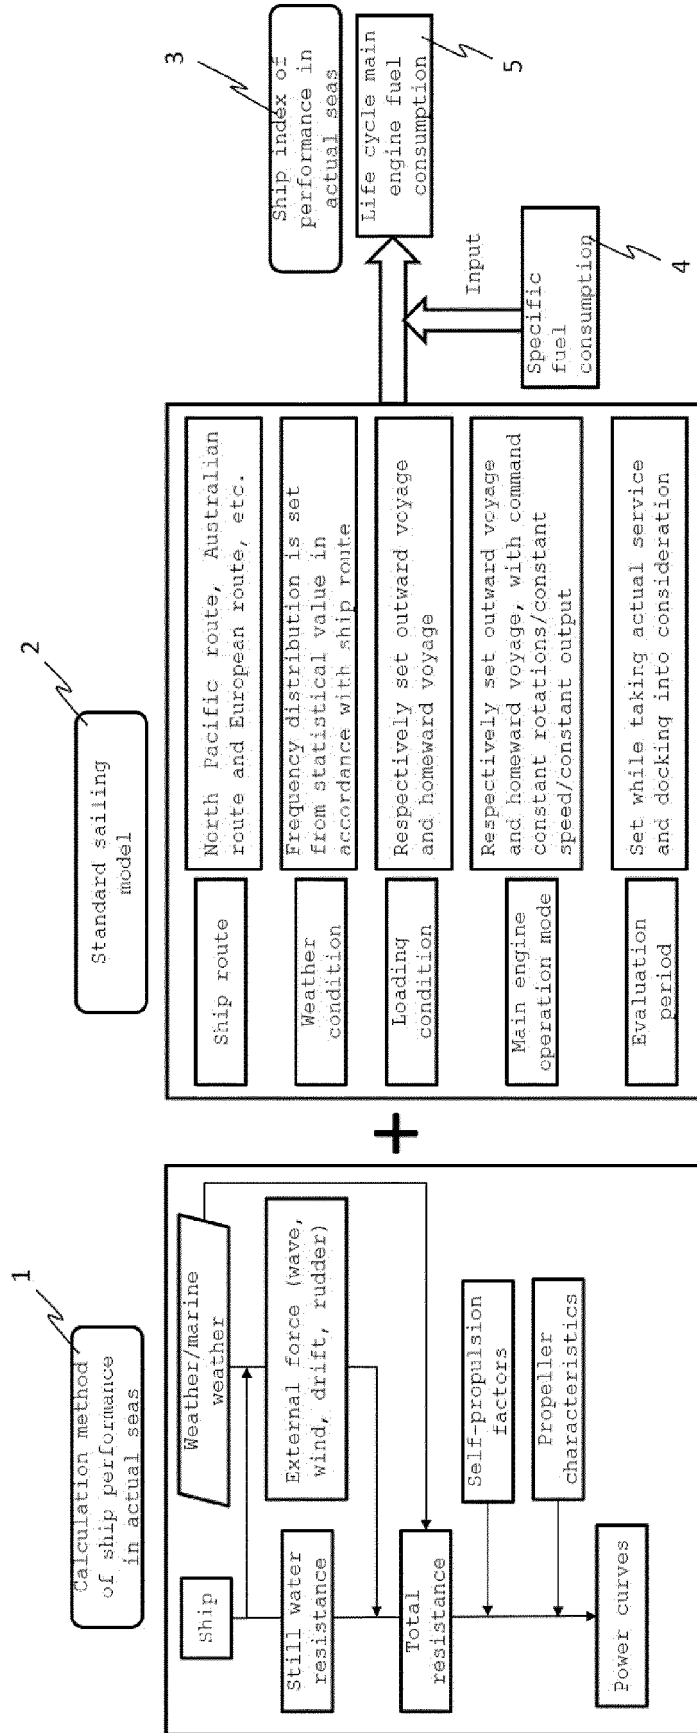 1
Calculation method
of ship performance
in actual seas
Ship
Weather/marine
weather
Still water
resistance
External force (wave,
wind, drift, rudder)
Total
resistance
Self-propulsion
factors
Propeller
characteristics
Power curves
+
2
Standard sailing
model
Ship route
North Pacific route, Australian
route and European route, etc.
Weather
condition
Frequency distribution is set
from statistical value in
accordance with ship route
Loading
condition
Respectively set outward voyage
and homeward voyage
Main engine
operation mode
Respectively set outward voyage
and homeward voyage, with command
constant rotations/constant
speed/constant output
Evaluation
period
Set while taking actual service
and docking into consideration
3
Ship index of
performance in
actual seas
Life cycle main
engine fuel
consumption
5
Input
Specific
fuel
consumption
4